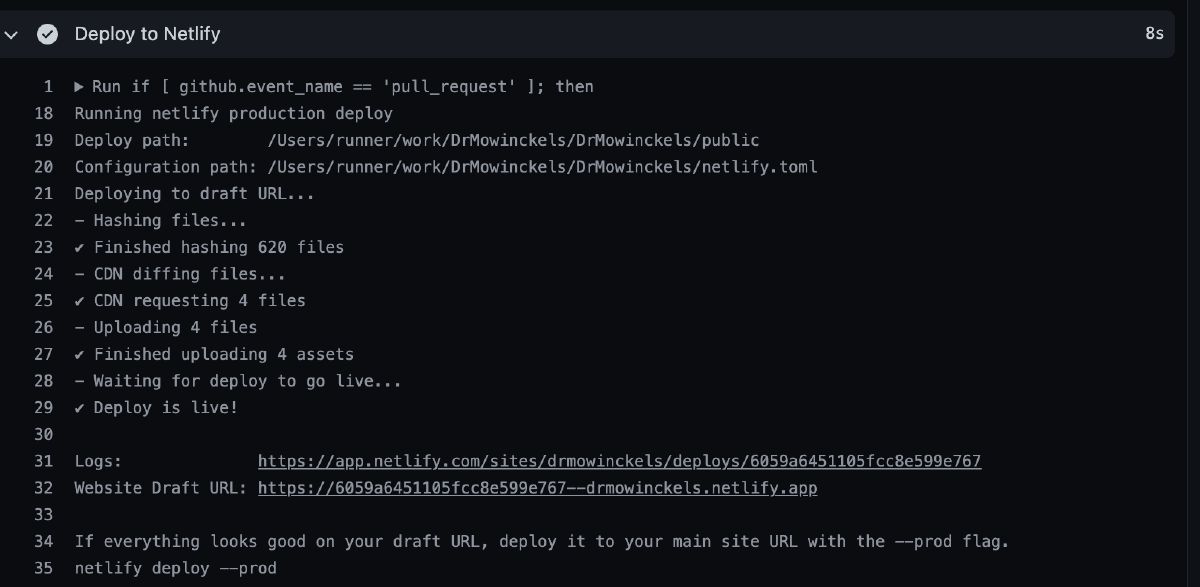 Deploy to Netlify 8s
1 ▶ Run if [ github.event_name == 'pull_request' ]; then
18 Running netlify production deploy
19 Deploy path: /Users/runner/work/DrMowinckels/DrMowinckels/public
20 Configuration path: /Users/runner/work/DrMowinckels/DrMowinckels/netlify.toml
21 Deploying to draft URL...
22 - Hashing files...
23 ✔ Finished hashing 620 files
24 - CDN diffing files...
25 ✔ CDN requesting 4 files
26 - Uploading 4 files
27 ✔ Finished uploading 4 assets
28 - Waiting for deploy to go live...
29 ✔ Deploy is live!
30
31 Logs: https://app.netlify.com/sites/drmowinckels/deploys/6059a6451105fcc8e599e767
32 Website Draft URL: https://6059a6451105fcc8e599e767--drmowinckels.netlify.app
33
34 If everything looks good on your draft URL, deploy it to your main site URL with the --prod flag.
35 netlify deploy --prod